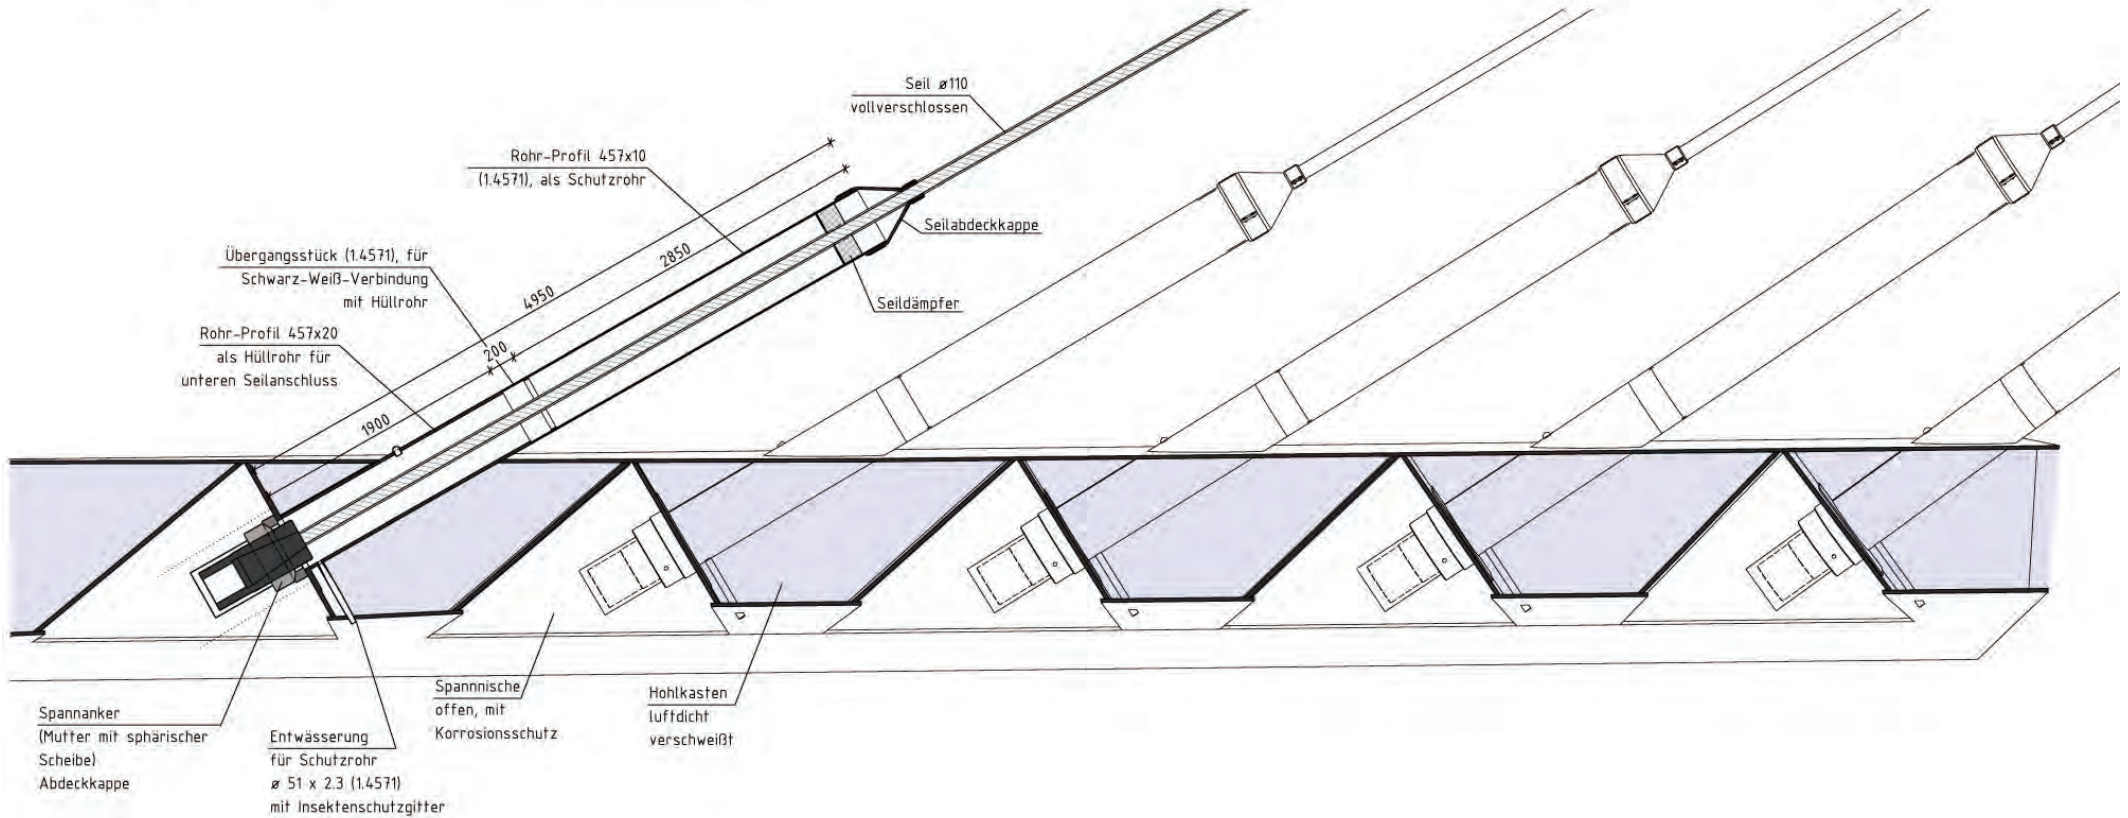 Seil ø110
vollverschlossen
Rohr-Profil 457x10
(1.4571), als Schutzrohr
Seilabdeckkappe
Übergangsstück (1.4571), für
Schwarz-Weiß-Verbindung
mit Hüllrohr
2850
4950
Seildämpfer
Rohr-Profil 457x20
als Hüllrohr für
unteren Seilanschluss
200
1900
Spannanker
(Mutter mit sphärischer
Scheibe)
Abdeckkappe
Entwässerung
für Schutzrohr
ø 51 x 2.3 (1.4571)
mit Insektenschutzgitter
Spannnische
offen, mit
Korrosionsschutz
Hohlkasten
luftdicht
verschweißt